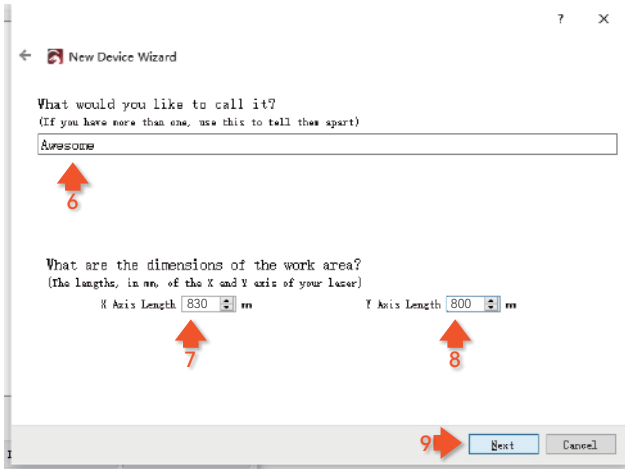 ? ×
← New Device Wizard
What would you like to call it?
(If you have more than one, use this to tell them apart)
Awesome
6
What are the dimensions of the work area?
(The lengths, in mm, of the X and Y axis of your laser)
X Axis Length 830 mm Y Axis Length 800 mm
7 8
9 Next Cancel